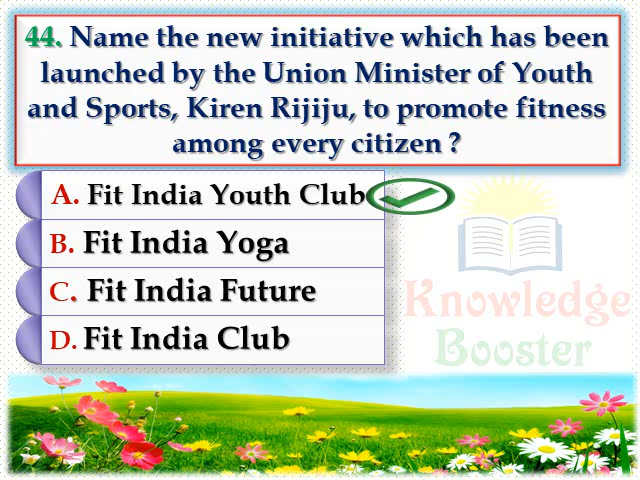 44. Name the new initiative which has been
launched by the Union Minister of Youth
and Sports, Kiren Rijiju, to promote fitness
among every citizen ?
A. Fit India Youth Club
B. Fit India Yoga
C. Fit India Future
D. Fit India Club
Knowledge
Booster